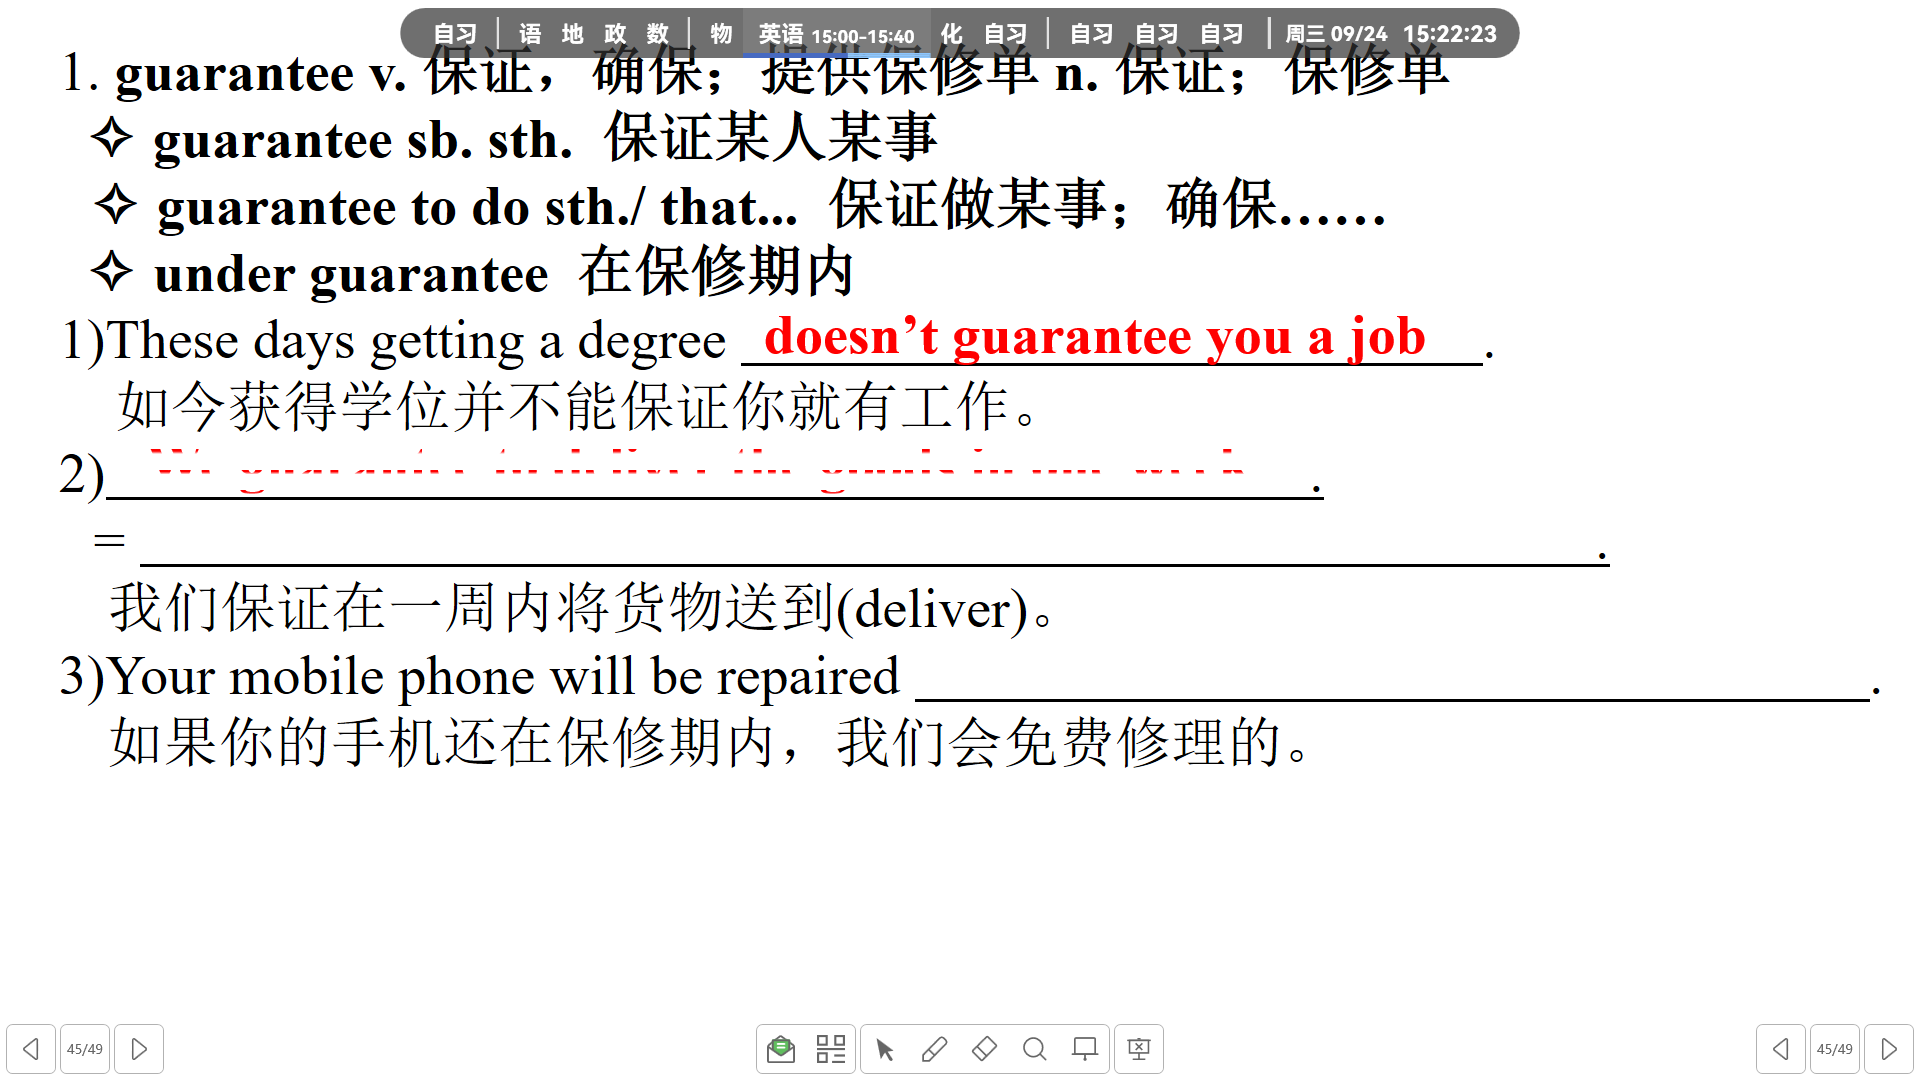 自习 语 地 政 数 物 英语 15:00-15:40 化 自习 自习 自习 自习 周三 09/24 15:22:23
1. guarantee v. 保证，确保；提供保修单 n. 保证；保修单
✧ guarantee sb. sth. 保证某人某事
✧ guarantee to do sth./ that... 保证做某事；确保……
✧ under guarantee 在保修期内
1)These days getting a degree doesn’t guarantee you a job.
如今获得学位并不能保证你就有工作。
2) .
= .
我们保证在一周内将货物送到(deliver)。
3)Your mobile phone will be repaired .
如果你的手机还在保修期内，我们会免费修理的。
45/49 45/49